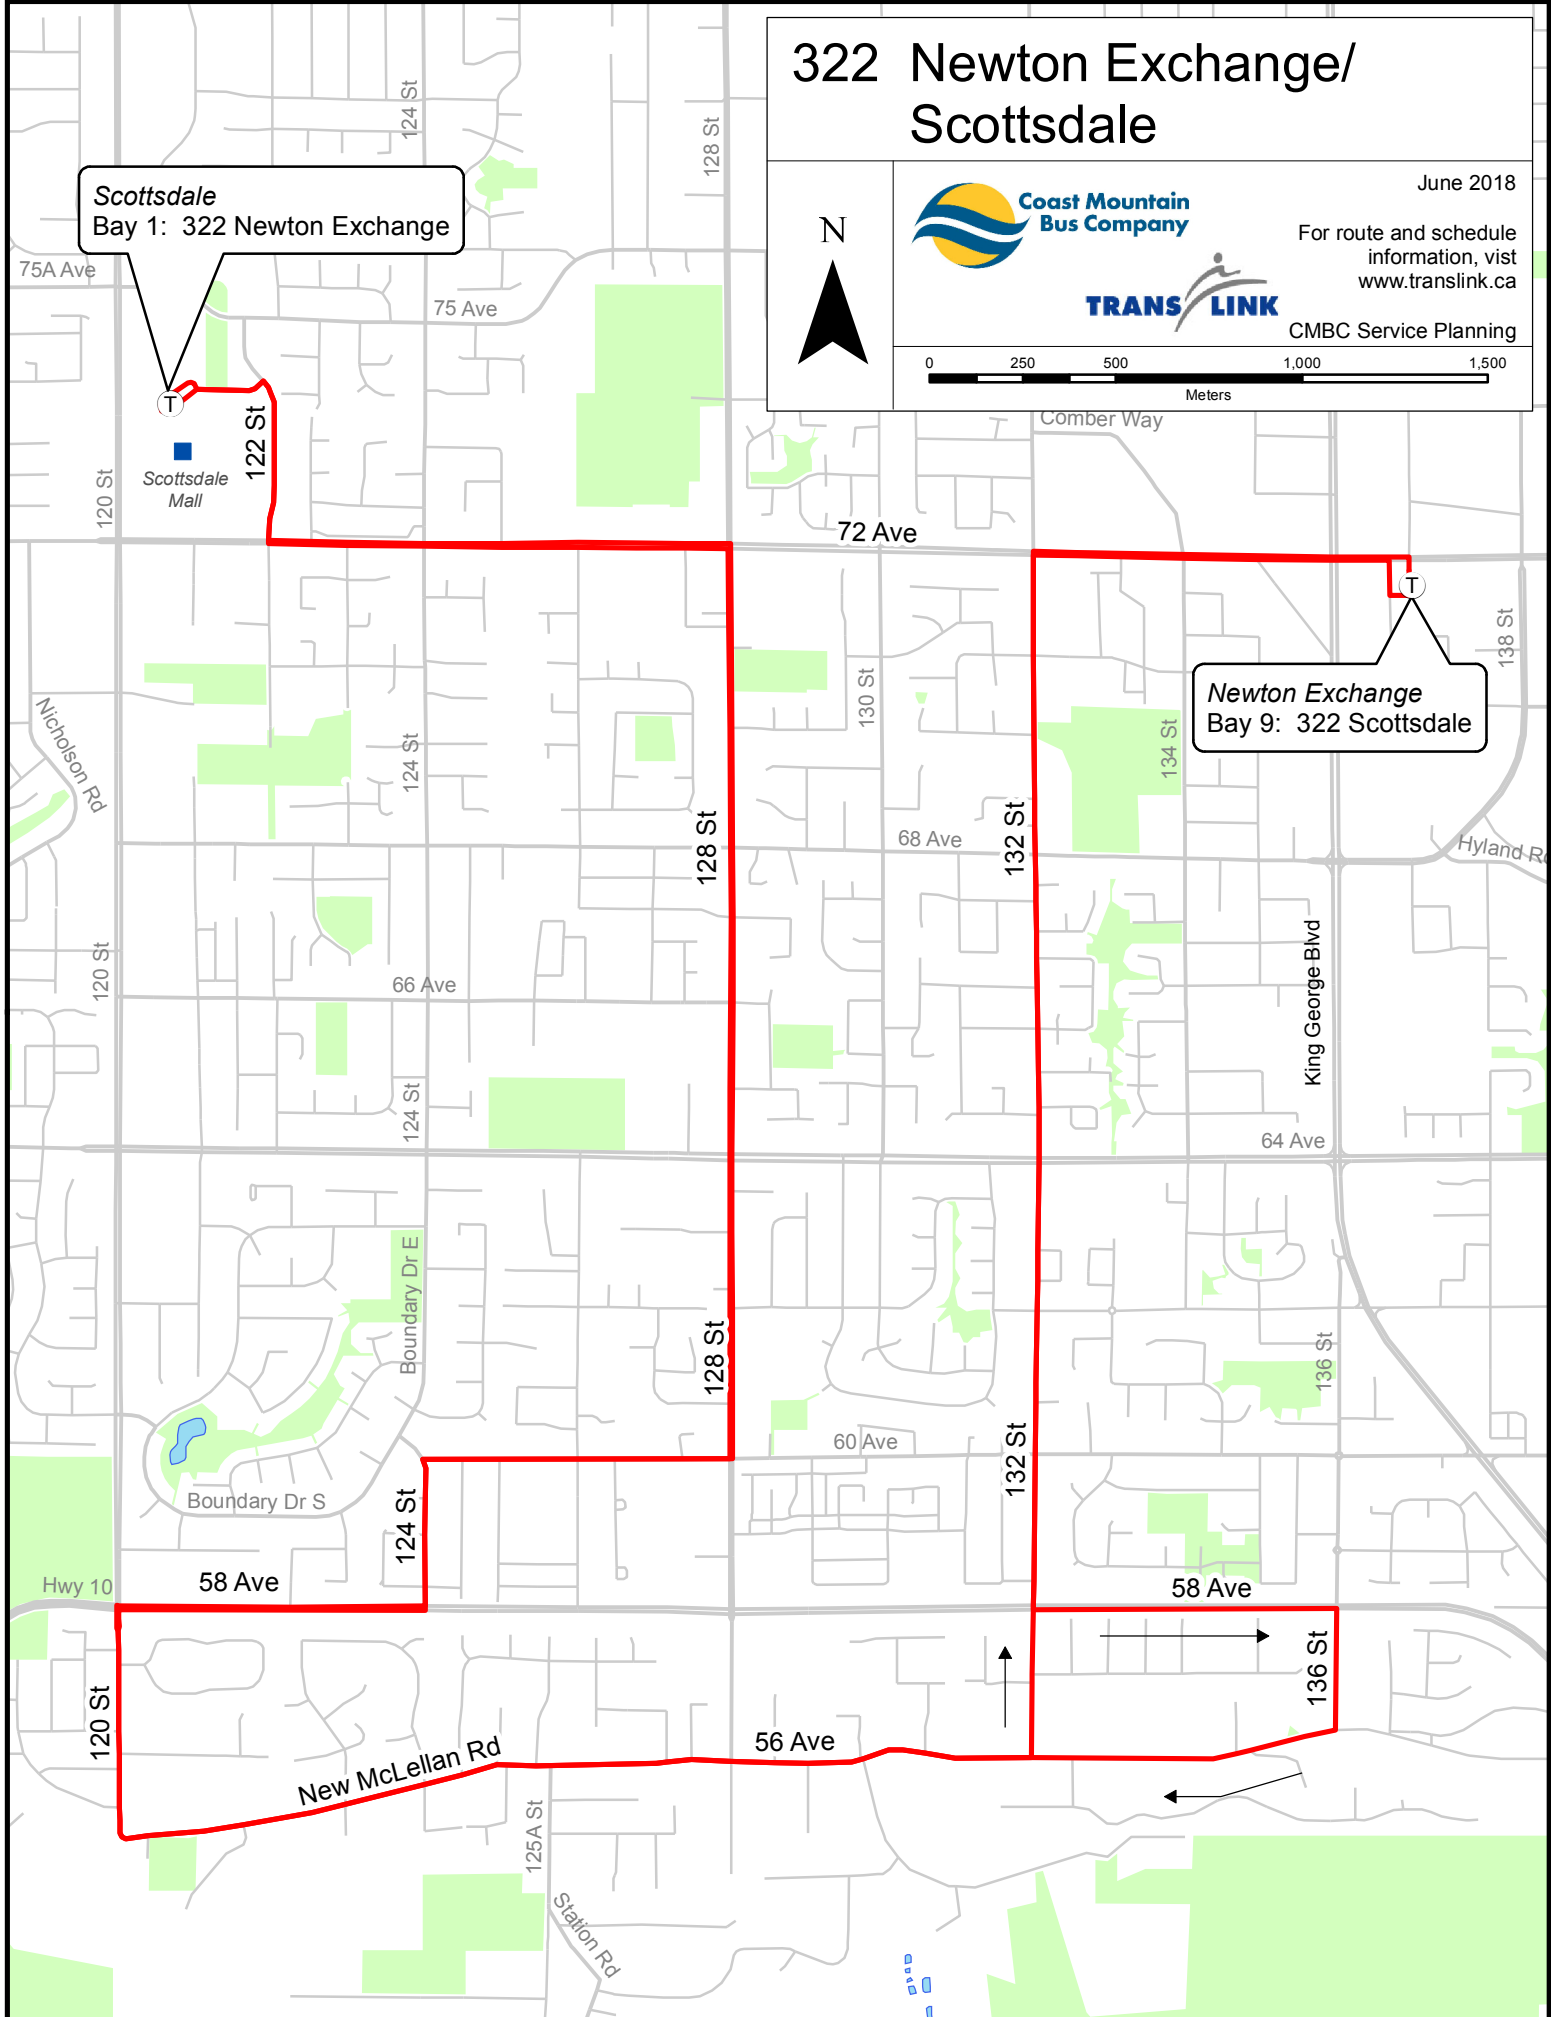 322 Newton Exchange/
Scottsdale
N
Coast Mountain
Bus Company
TRANS LINK
June 2018
For route and schedule
information, vist
www.translink.ca
CMBC Service Planning
0 250 500 1,000 1,500
Meters
124 St
128 St
Scottsdale
Bay 1: 322 Newton Exchange
75A Ave
75 Ave
T
122 St
Scottsdale
Mall
120 St
Comber Way
72 Ave
T
138 St
Newton Exchange
Bay 9: 322 Scottsdale
Nicholson Rd
124 St
130 St
134 St
128 St
132 St
68 Ave
Hyland
120 St
66 Ave
King George Blvd
124 St
64 Ave
Boundary Dr E
128 St
136 St
60 Ave
132 St
Boundary Dr S
124 St
Hwy 10
58 Ave
58 Ave
136 St
120 St
New McLellan Rd
56 Ave
125A St
Station Rd